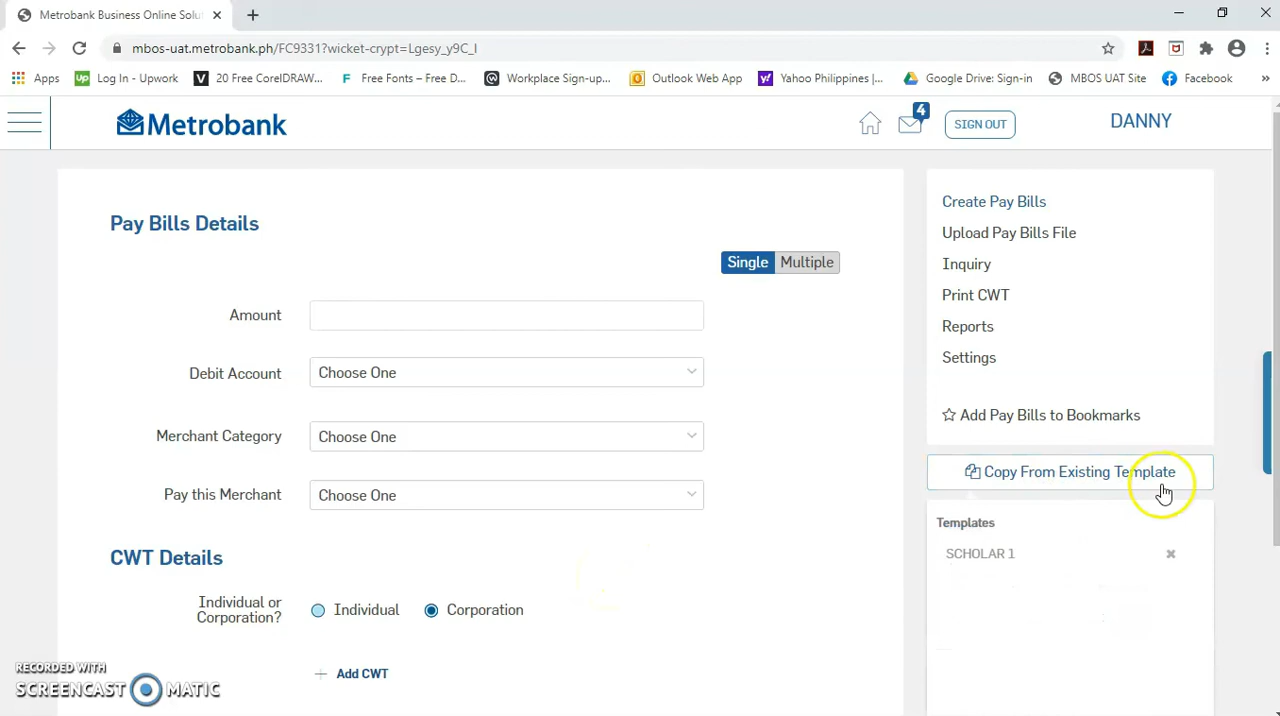 Metrobank Business Online Solu
mbos-uat.metrobank.ph/FC9331?wicket-crypt=Lgesy_y9C_I
Apps
Up Log In - Upwork
V 20 Free CorelDRAW...
F Free Fonts – Free D...
Workplace Sign-up...
Outlook Web App
Yahoo Philippines |...
Google Drive: Sign-in
MBOS UAT Site
Facebook
»
Metrobank
4
SIGN OUT
DANNY
Pay Bills Details
Single Multiple
Amount
Debit Account
Choose One
Merchant Category
Choose One
Pay this Merchant
Choose One
CWT Details
Individual or
Corporation?
Individual
Corporation
Add CWT
Create Pay Bills
Upload Pay Bills File
Inquiry
Print CWT
Reports
Settings
Add Pay Bills to Bookmarks
Copy From Existing Template
Templates
SCHOLAR 1
RECORDED WITH
SCREENCAST MATIC